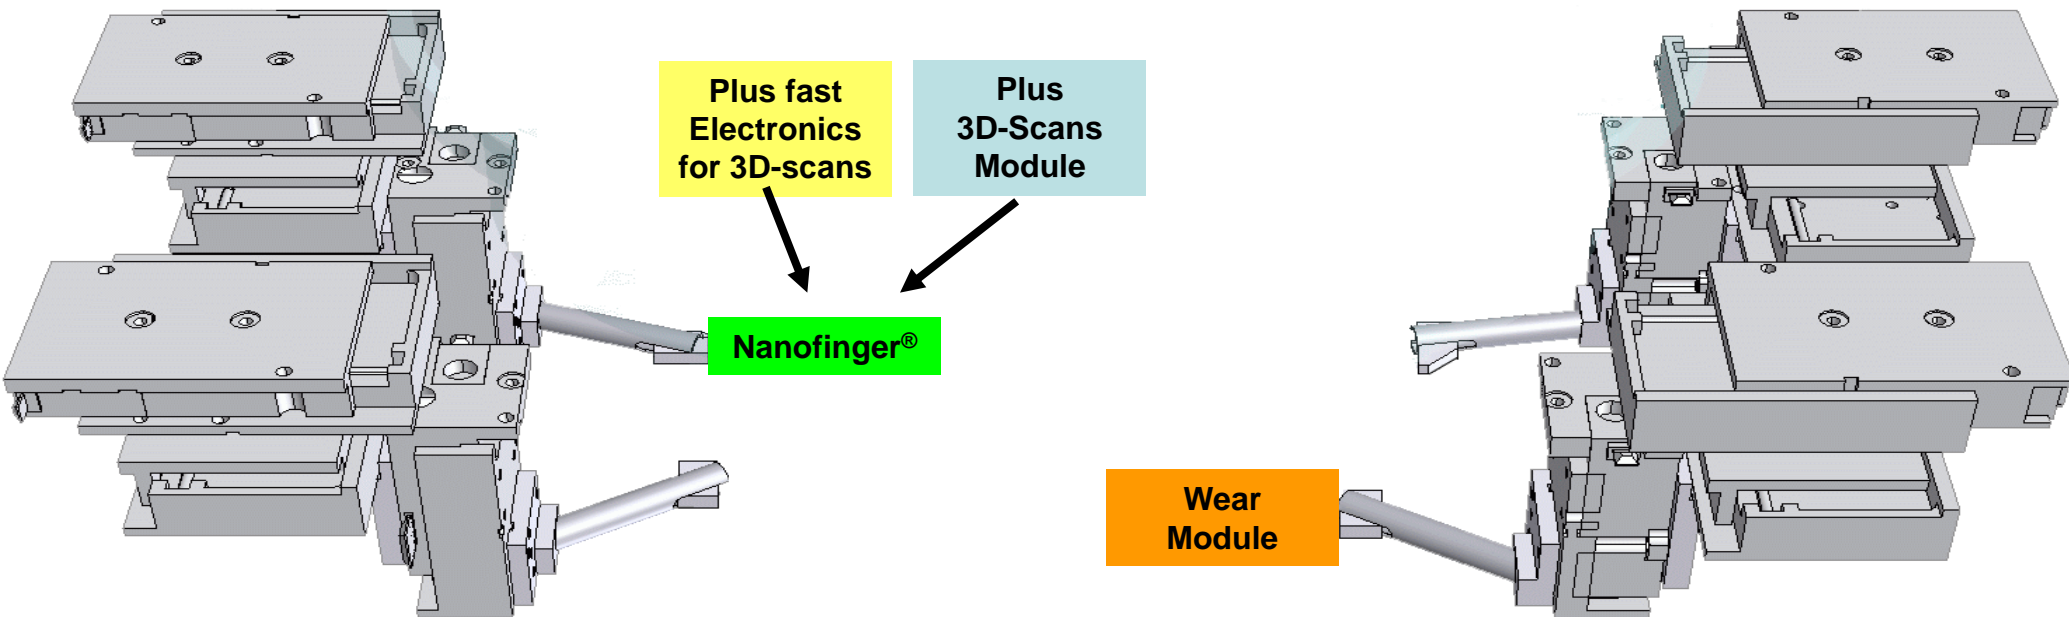 Plus fast
Electronics
for 3D-scans
Plus
3D-Scans
Module
Nanofinger®
Wear
Module